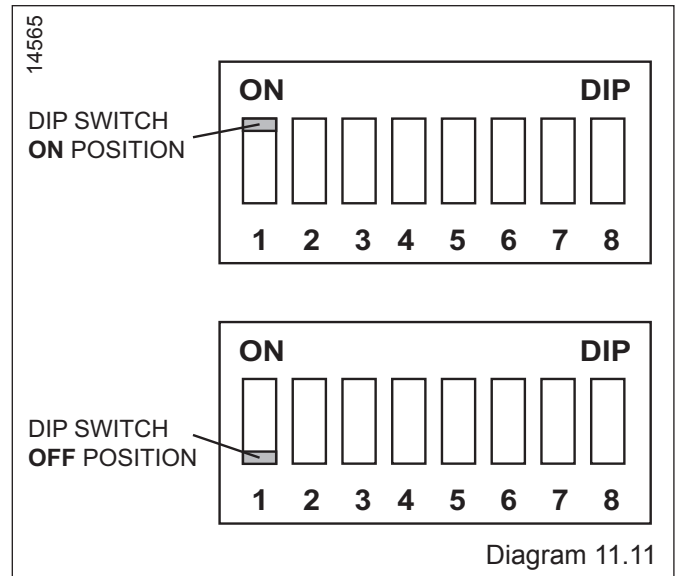 14565
ON DIP
DIP SWITCH
ON POSITION
1 2 3 4 5 6 7 8
ON DIP
DIP SWITCH
OFF POSITION
1 2 3 4 5 6 7 8
Diagram 11.11